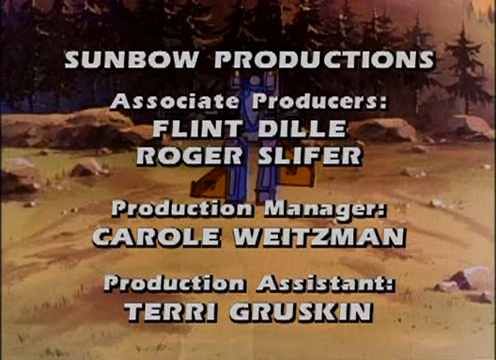 SUNBOW PRODUCTIONS
Associate Producers:
FLINT DILLE
ROGER SLIFER
Production Manager:
CAROLE WEITZMAN
Production Assistant:
TERRI GRUSKIN